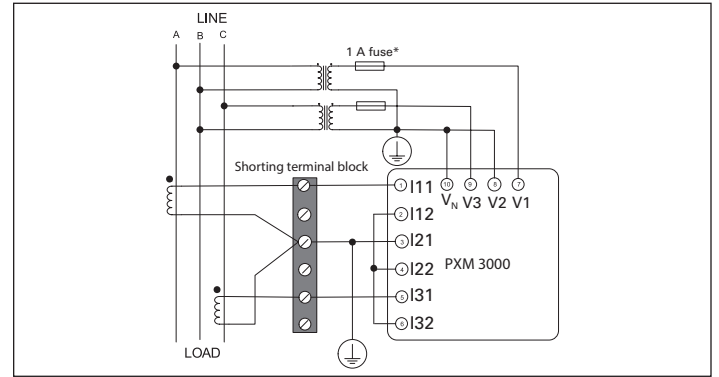 LINE
A B C
1 A fuse*
Shorting terminal block
10 9 8 7
VN V3 V2 V1
1 I11
2 I12
3 I21
4 I22 PXM 3000
5 I31
6 I32
LOAD